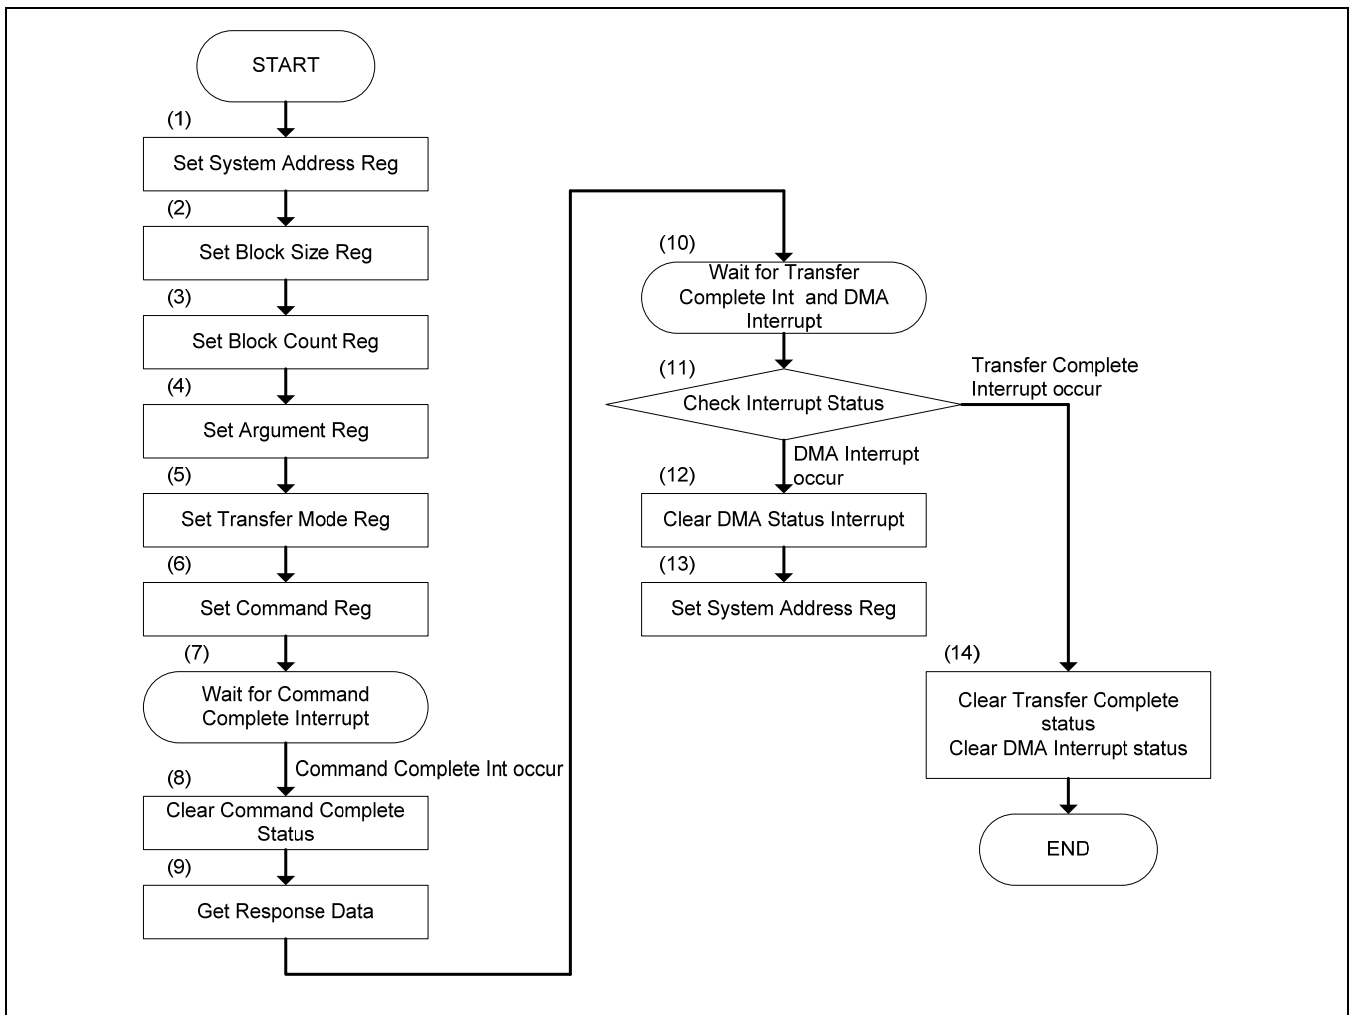 START
(1)
Set System Address Reg
(2)
Set Block Size Reg
(3)
Set Block Count Reg
(4)
Set Argument Reg
(5)
Set Transfer Mode Reg
(6)
Set Command Reg
(7)
Wait for Command
Complete Interrupt
Command Complete Int occur
(8)
Clear Command Complete
Status
(9)
Get Response Data
(10)
Wait for Transfer
Complete Int and DMA
Interrupt
(11)
Check Interrupt Status
Transfer Complete
Interrupt occur
DMA Interrupt
occur
(12)
Clear DMA Status Interrupt
(13)
Set System Address Reg
(14)
Clear Transfer Complete
status
Clear DMA Interrupt status
END